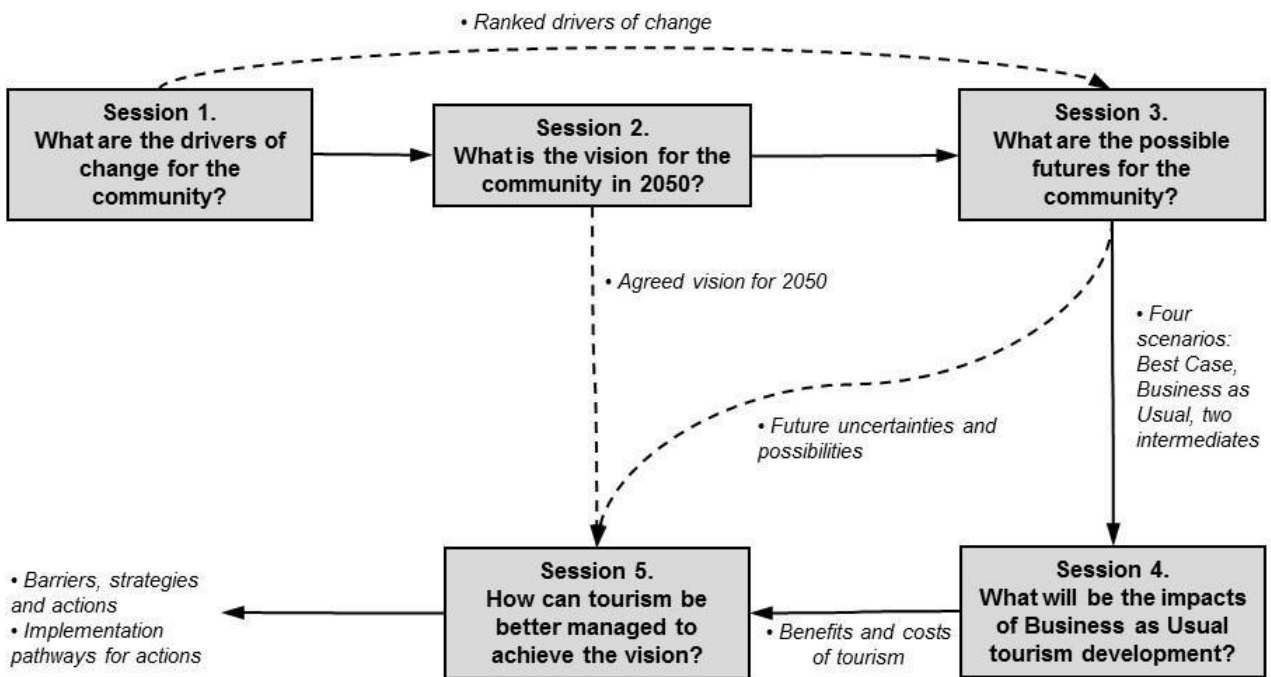 • Ranked drivers of change
Session 1.
What are the drivers of
change for the
community?
Session 2.
What is the vision for the
community in 2050?
Session 3.
What are the possible
futures for the
community?
• Agreed vision for 2050
• Four
scenarios:
Best Case,
Business as
Usual, two
intermediates
• Future uncertainties and
possibilities
• Barriers, strategies
and actions
• Implementation
pathways for actions
Session 5.
How can tourism be
better managed to
achieve the vision?
• Benefits and costs
of tourism
Session 4.
What will be the impacts
of Business as Usual
tourism development?